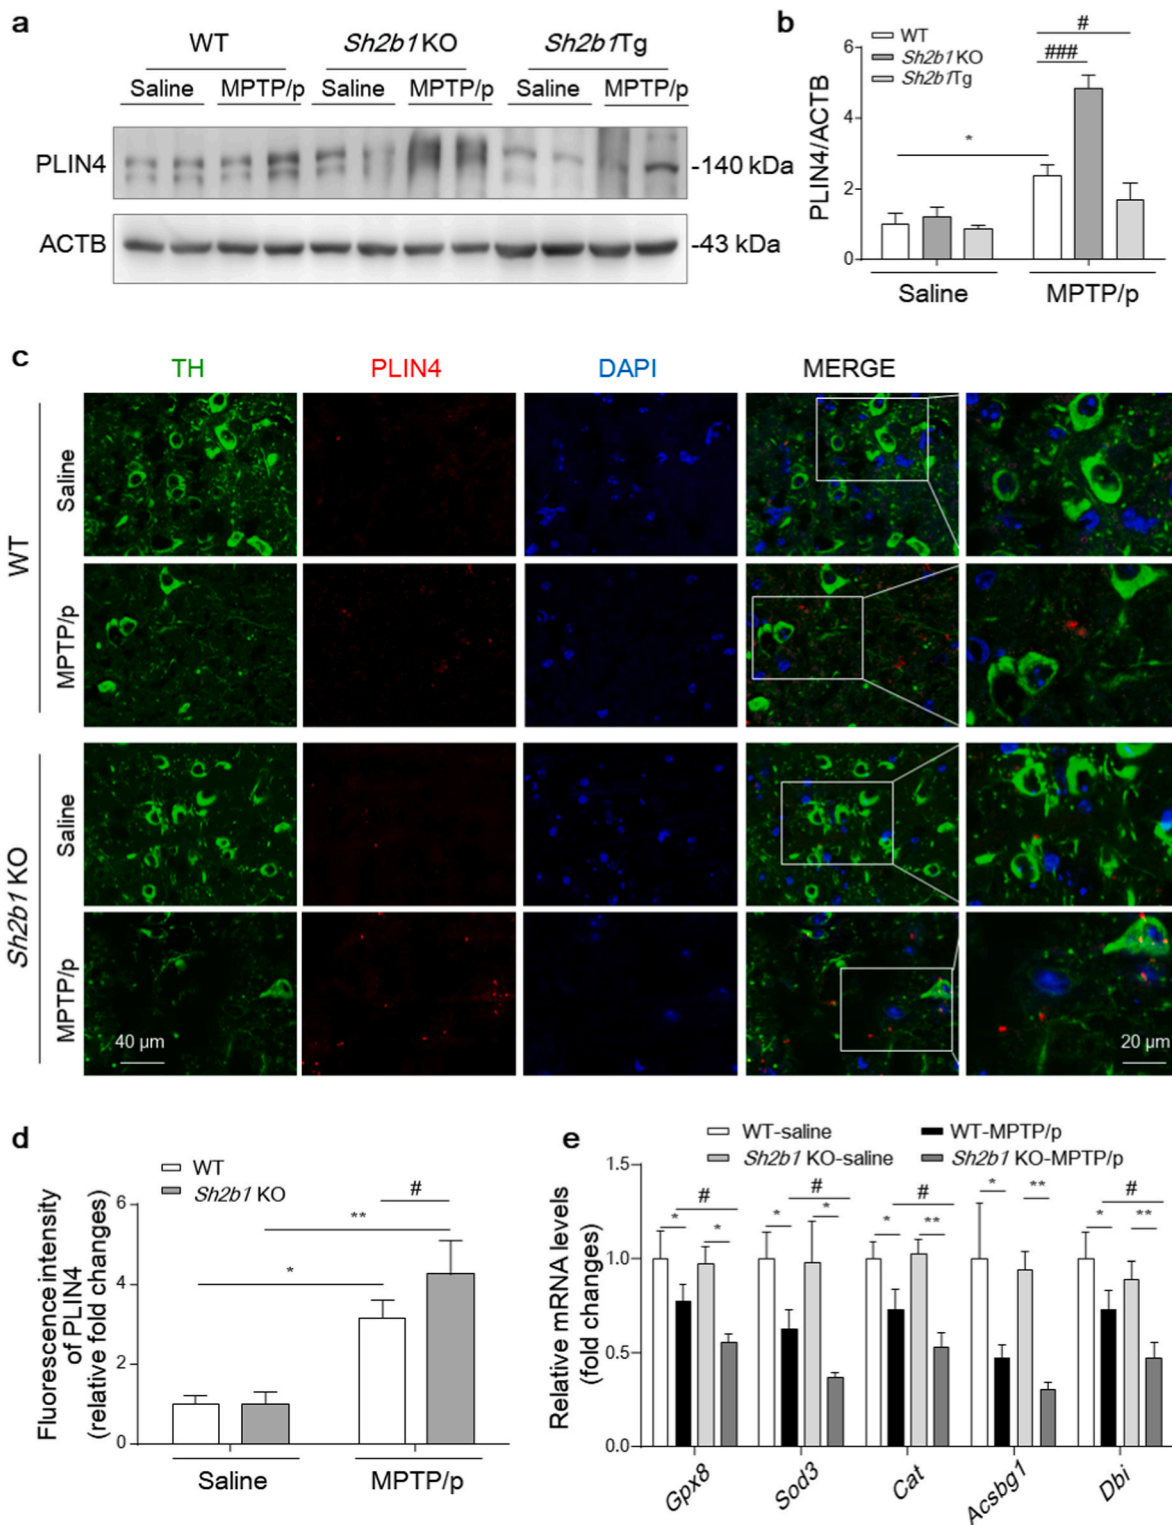 a
WT
Sh2b1 KO
Sh2b1Tg
Saline
MPTP/p
Saline
MPTP/p
Saline
MPTP/p
PLIN4
-140 kDa
ACTB
-43 kDa
b
WT
Sh2b1 KO
Sh2b1Tg
#
###
*
6
4
2
0
PLIN4/ACTB
Saline
MPTP/p
c
TH
PLIN4
DAPI
MERGE
WT
Saline
MPTP/p
Sh2b1 KO
Saline
MPTP/p
40 µm
20 µm
d
WT
Sh2b1 KO
#
**
*
6
4
2
0
Fluorescence intensity
of PLIN4
(relative fold changes)
Saline
MPTP/p
e
WT-saline
WT-MPTP/p
Sh2b1 KO-saline
Sh2b1 KO-MPTP/p
1.5
1.0
0.5
0.0
Relative mRNA levels
(fold changes)
# # # * ** #
* * * * * ** * **
Gpx8
Sod3
Cat
Acsbg1
Dbi